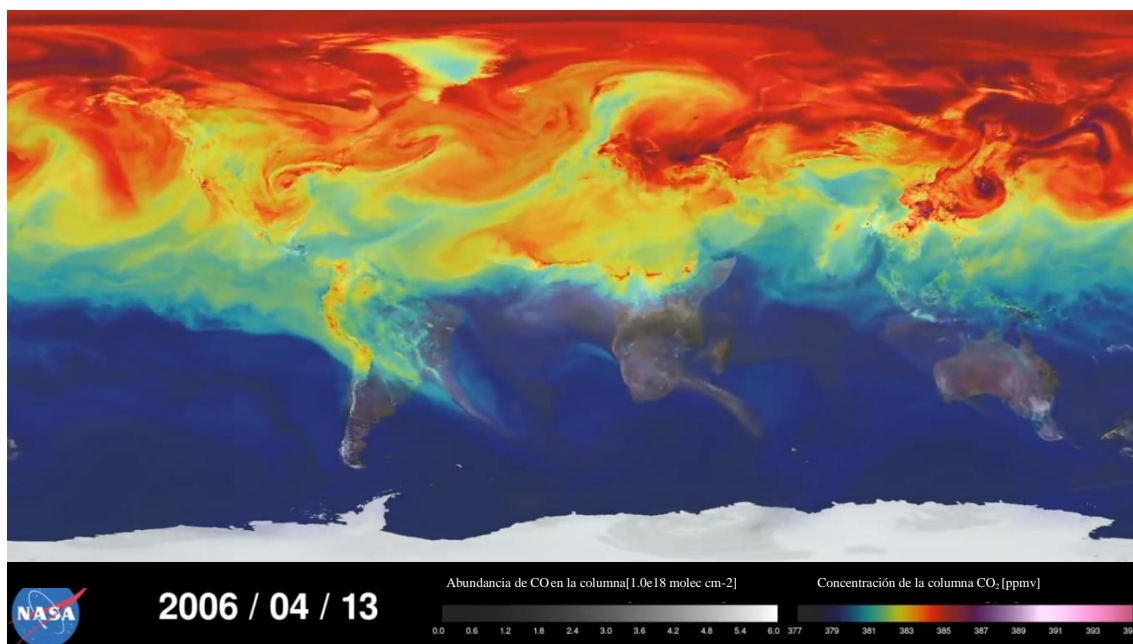 Abundancia de CO en la columna[1.0e18 molec cm-2]
Concentración de la columna CO₂ [ppmv]
NASA
2006 / 04 / 13
0.0 0.6 1.2 1.8 2.4 3.0 3.6 4.2 4.8 5.4 6.0
377 379 381 383 385 387 389 391 393